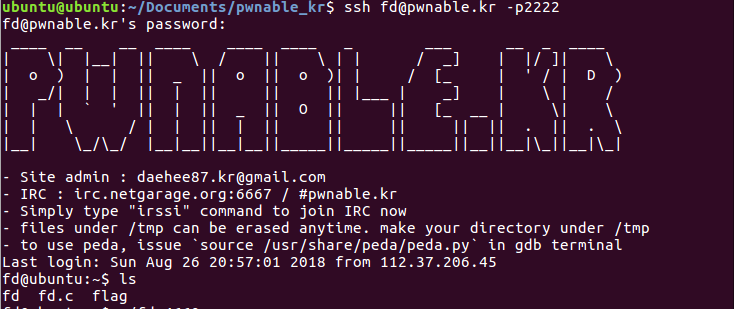 ubuntu@ubuntu:~/Documents/pwnable_kr$ ssh fd@pwnable.kr -p2222
fd@pwnable.kr's password:
PWNABLE.KR
- Site admin : daehee87.kr@gmail.com
- IRC : irc.netgarage.org:6667 / #pwnable.kr
- Simply type "irssi" command to join IRC now
- files under /tmp can be erased anytime. make your directory under /tmp
- to use peda, issue `source /usr/share/peda/peda.py` in gdb terminal
Last login: Sun Aug 26 20:57:01 2018 from 112.37.206.45
fd@ubuntu:~$ ls
fd  fd.c  flag